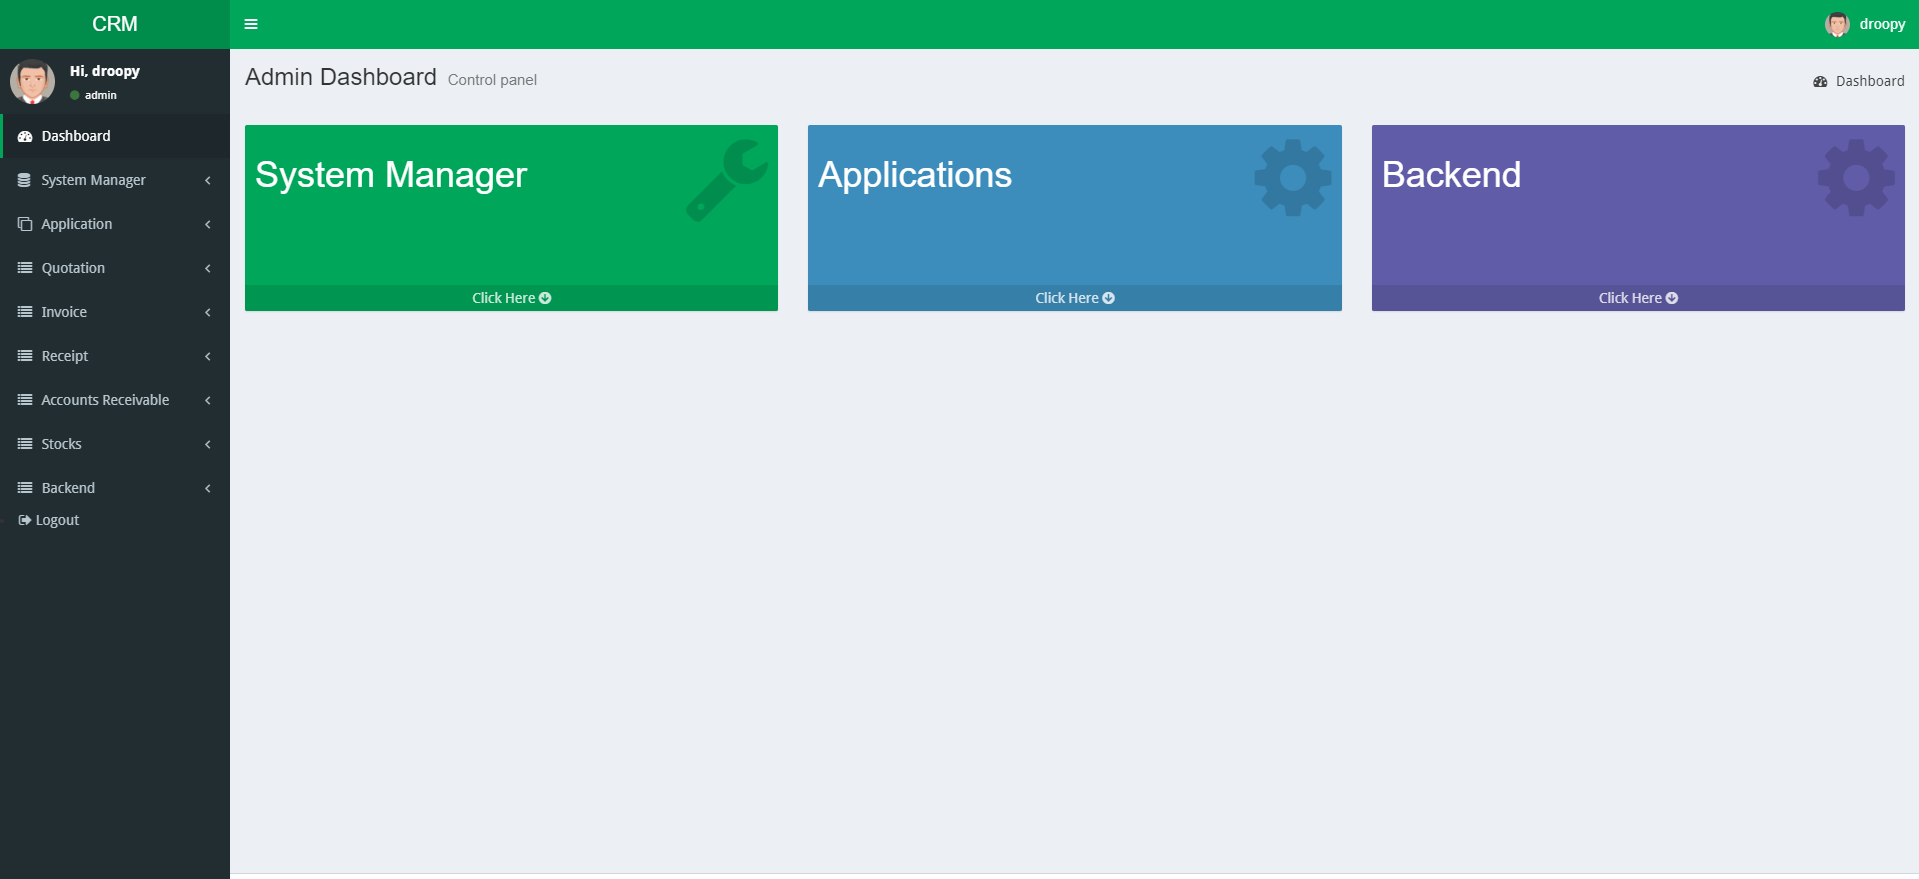 CRM
droopy
Hi, droopy
admin
Dashboard
System Manager
Application
Quotation
Invoice
Receipt
Accounts Receivable
Stocks
Backend
Logout
Admin Dashboard Control panel
Dashboard
System Manager
Click Here
Applications
Click Here
Backend
Click Here